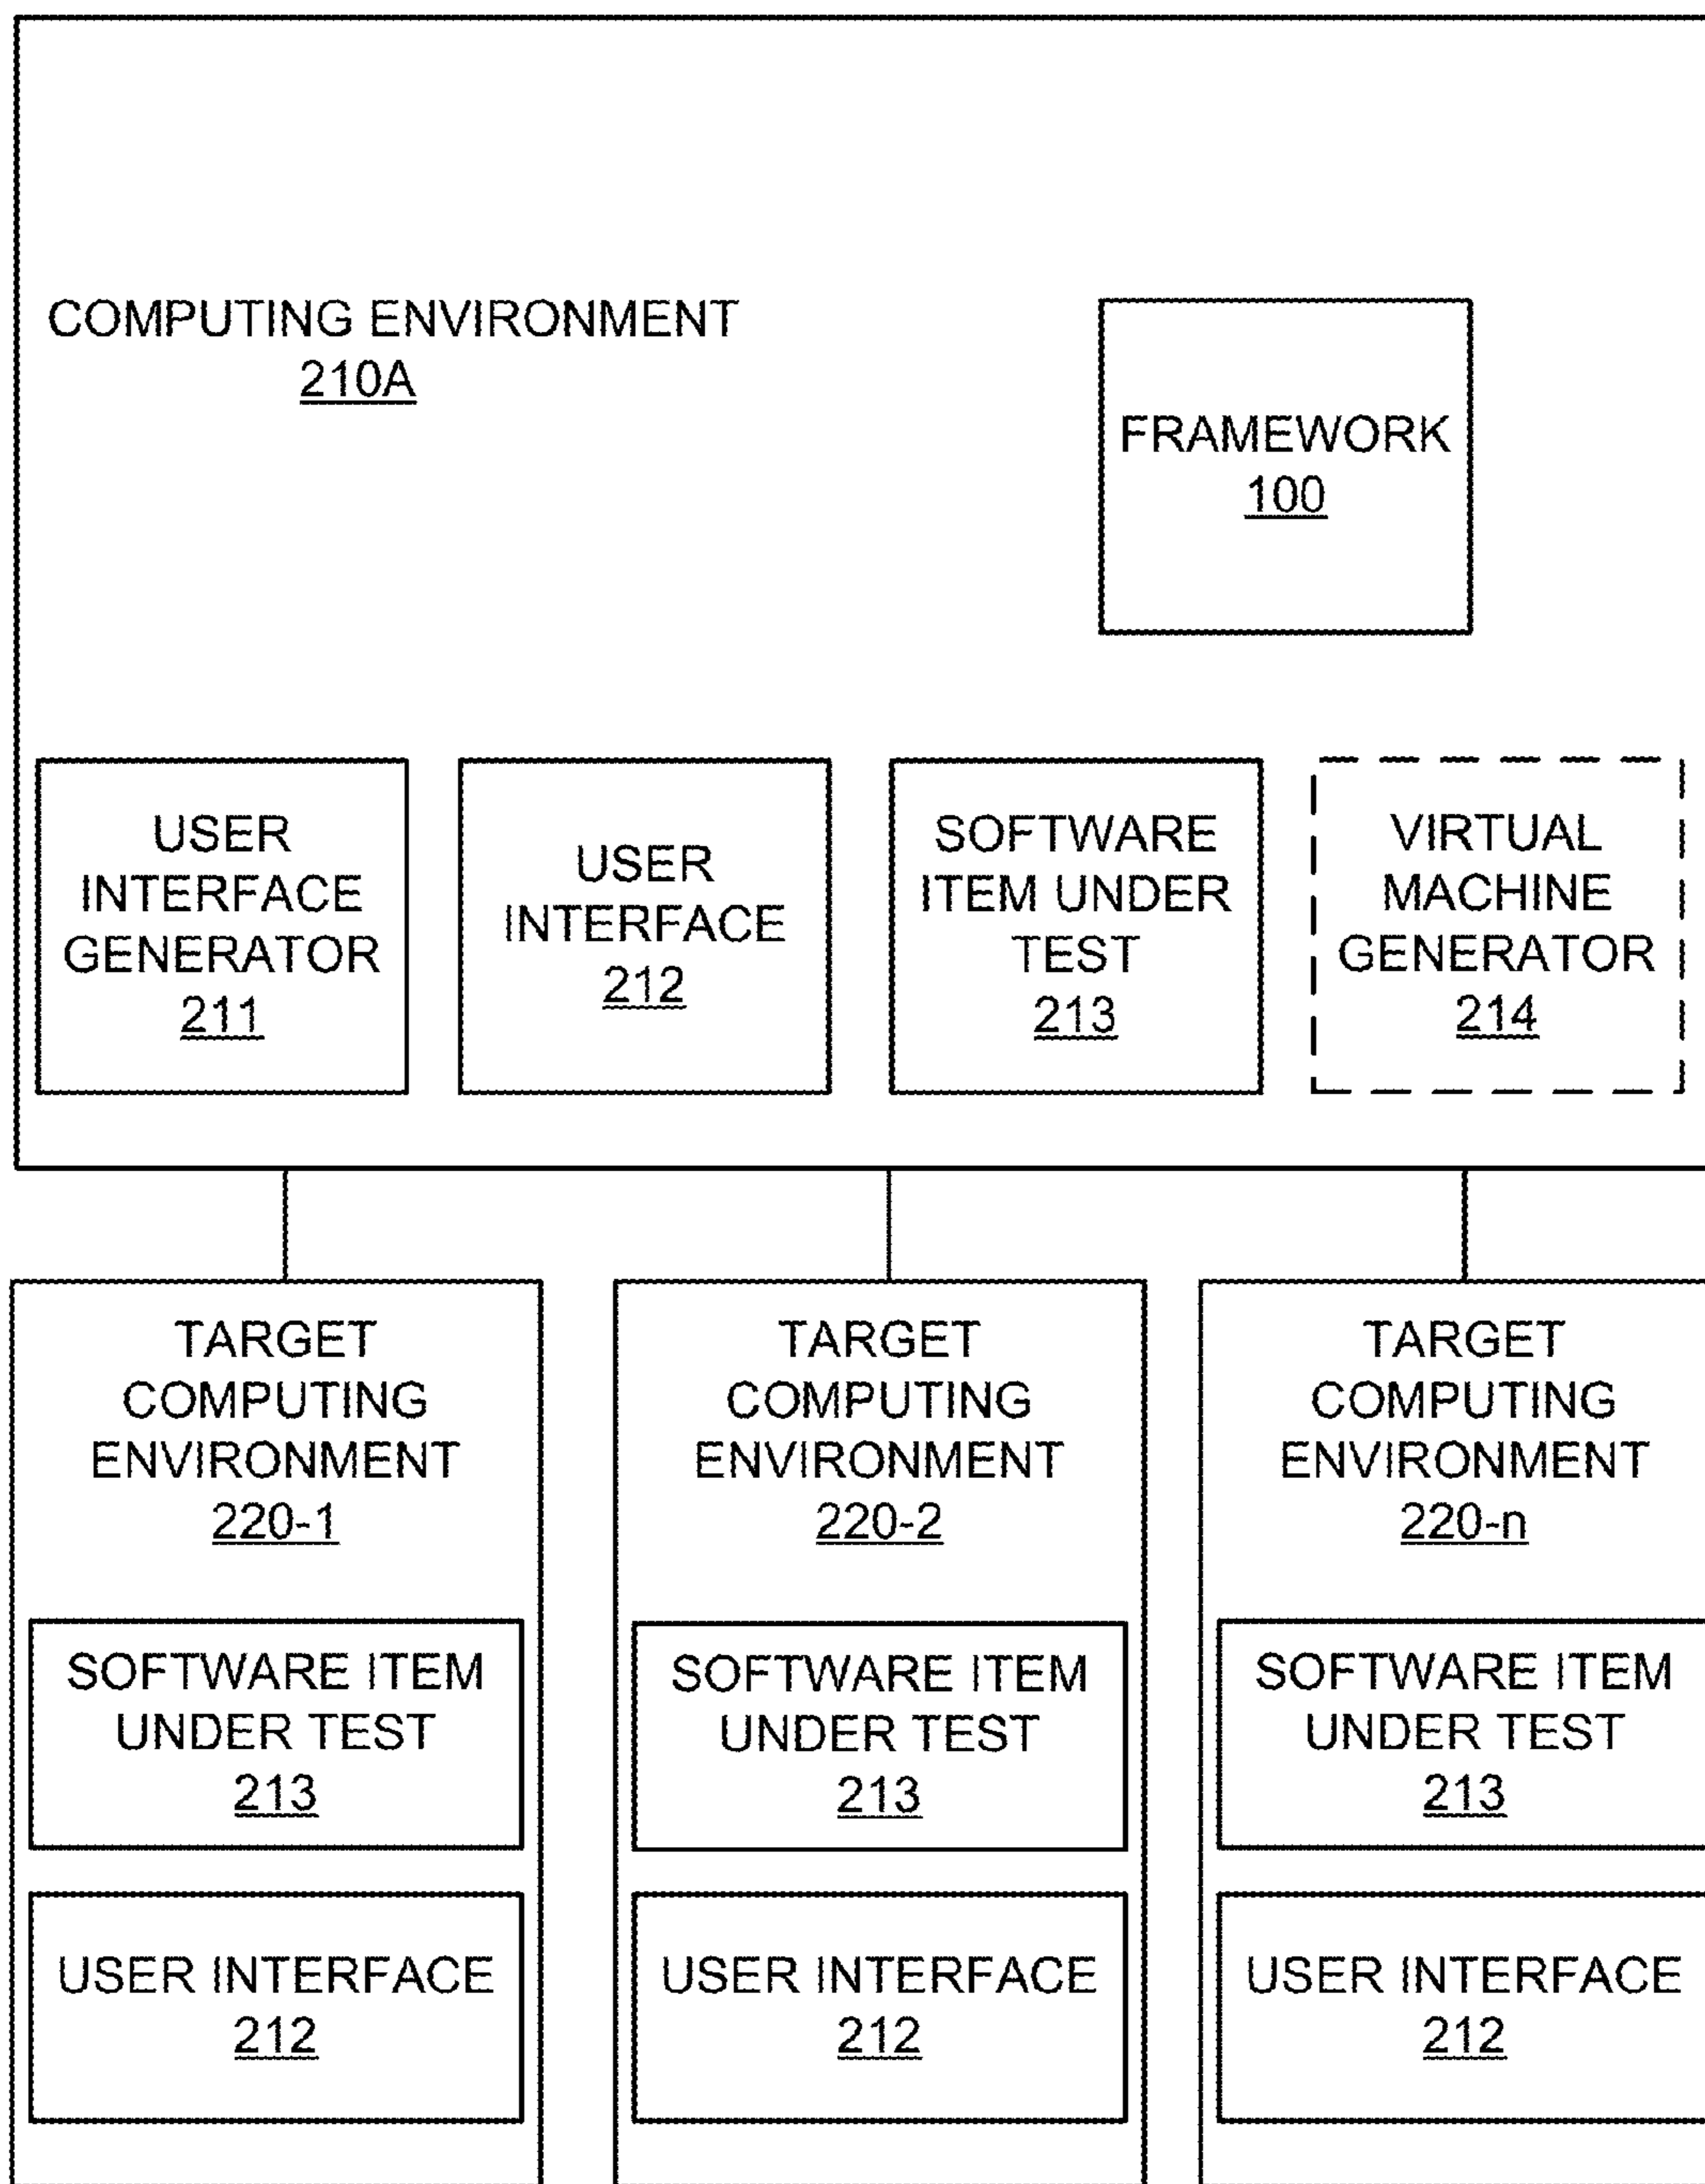 COMPUTING ENVIRONMENT
210A
FRAMEWORK
100
USER
INTERFACE
GENERATOR
211
USER
INTERFACE
212
SOFTWARE
ITEM UNDER
TEST
213
VIRTUAL
MACHINE
GENERATOR
214
TARGET
COMPUTING
ENVIRONMENT
220-1
SOFTWARE ITEM
UNDER TEST
213
USER INTERFACE
212
TARGET
COMPUTING
ENVIRONMENT
220-2
SOFTWARE ITEM
UNDER TEST
213
USER INTERFACE
212
TARGET
COMPUTING
ENVIRONMENT
220-n
SOFTWARE ITEM
UNDER TEST
213
USER INTERFACE
212